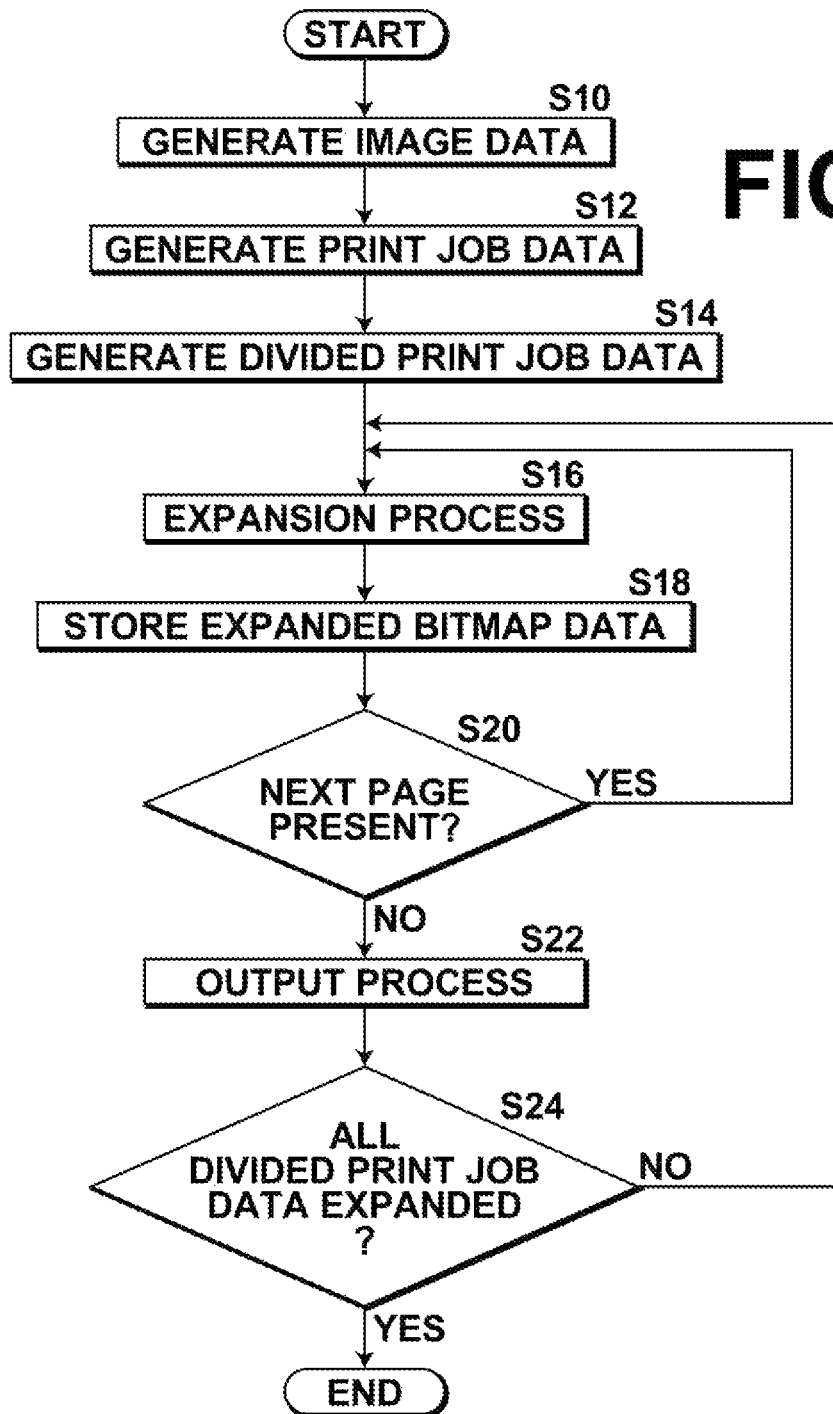 START
S10
GENERATE IMAGE DATA
FIG
S12
GENERATE PRINT JOB DATA
S14
GENERATE DIVIDED PRINT JOB DATA
S16
EXPANSION PROCESS
S18
STORE EXPANDED BITMAP DATA
S20
NEXT PAGE
PRESENT?
YES
NO
S22
OUTPUT PROCESS
S24
ALL
DIVIDED PRINT JOB
DATA EXPANDED
?
NO
YES
END